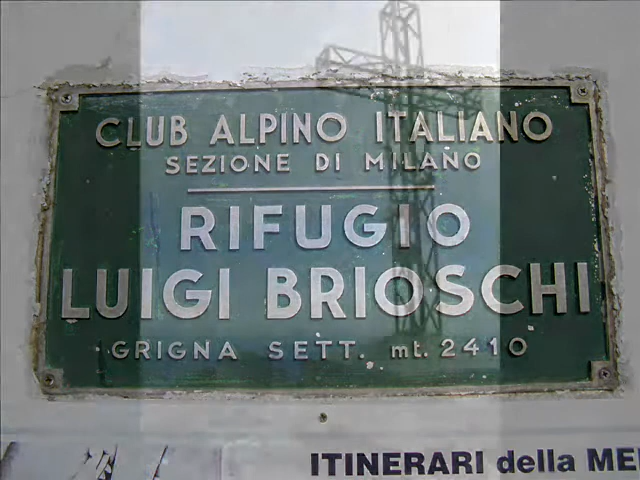 CLUB ALPINO ITALIANO
SEZIONE DI MILANO
RIFUGIO
LUIGI BRIOSCHI
GRIGNA SETT. mt. 2410
ITINERARI della ME